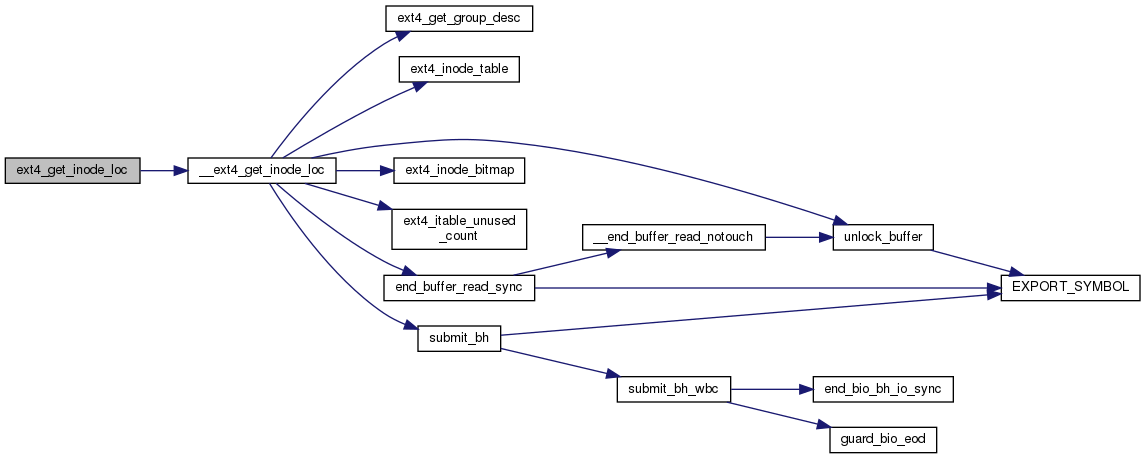 ext4_get_group_desc
ext4_inode_table
ext4_get_inode_loc
__ext4_get_inode_loc
ext4_inode_bitmap
ext4_itable_unused
_count
__end_buffer_read_notouch
unlock_buffer
end_buffer_read_sync
EXPORT_SYMBOL
submit_bh
submit_bh_wbc
end_bio_bh_io_sync
guard_bio_eod